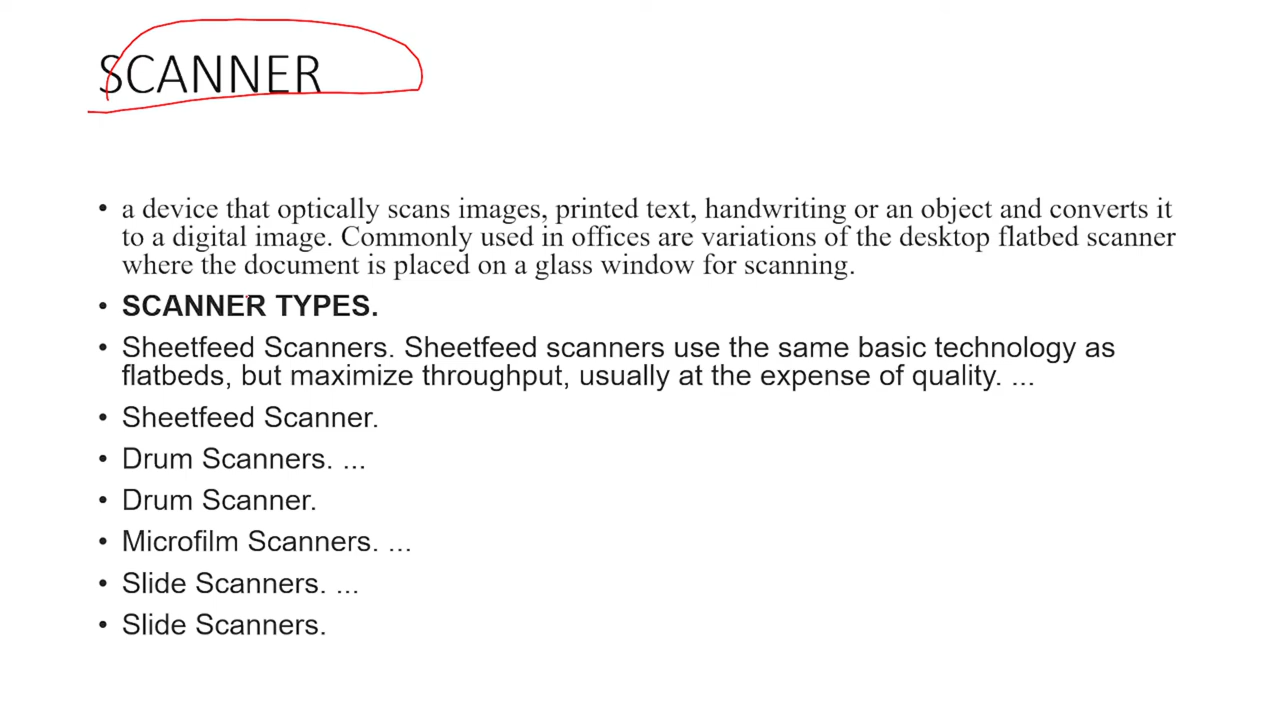 SCANNER
• a device that optically scans images, printed text, handwriting or an object and converts it
to a digital image. Commonly used in offices are variations of the desktop flatbed scanner
where the document is placed on a glass window for scanning.
• SCANNER TYPES.
• Sheetfeed Scanners. Sheetfeed scanners use the same basic technology as
flatbeds, but maximize throughput, usually at the expense of quality. ...
• Sheetfeed Scanner.
• Drum Scanners. ...
• Drum Scanner.
• Microfilm Scanners. ...
• Slide Scanners. ...
• Slide Scanners.